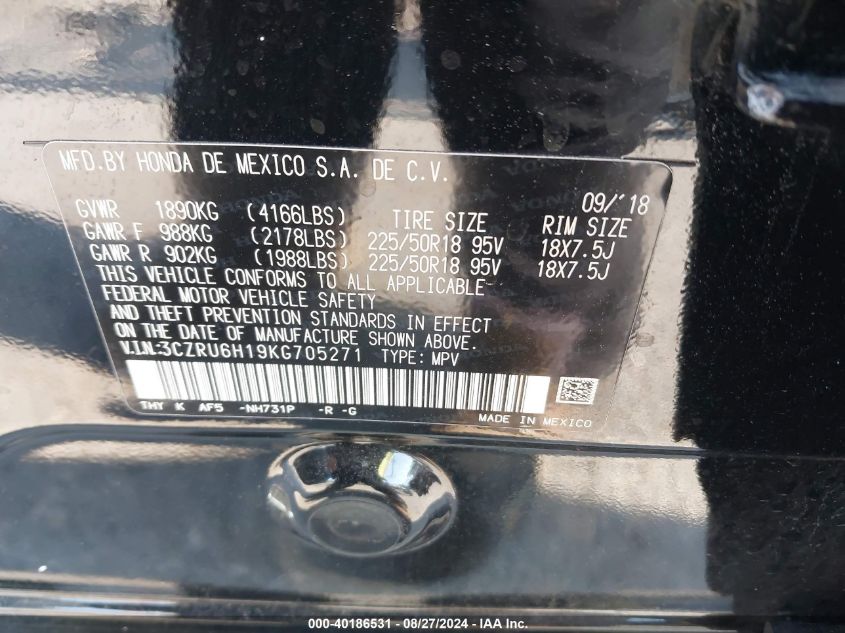 MFD.BY HONDA DE MEXICO S.A. DE C.V.
09/'18
GVWR 1890KG (4166LBS) TIRE SIZE RIM SIZE
GAWR F 988KG (2178LBS) 225/50R18 95V 18X7.5J
GAWR R 902KG (1988LBS) 225/50R18 95V 18X7.5J
THIS VEHICLE CONFORMS TO ALL APPLICABLE
FEDERAL MOTOR VEHICLE SAFETY
AND THEFT PREVENTION STANDARDS IN EFFECT
ON THE DATE OF MANUFACTURE SHOWN ABOVE.
V.I.N:3CZRU6H19KG705271 TYPE: MPV
THY K AF5 -NH731P -R -G
MADE IN MEXICO
000-40186531 / 08/27/2024 - IAA Inc.